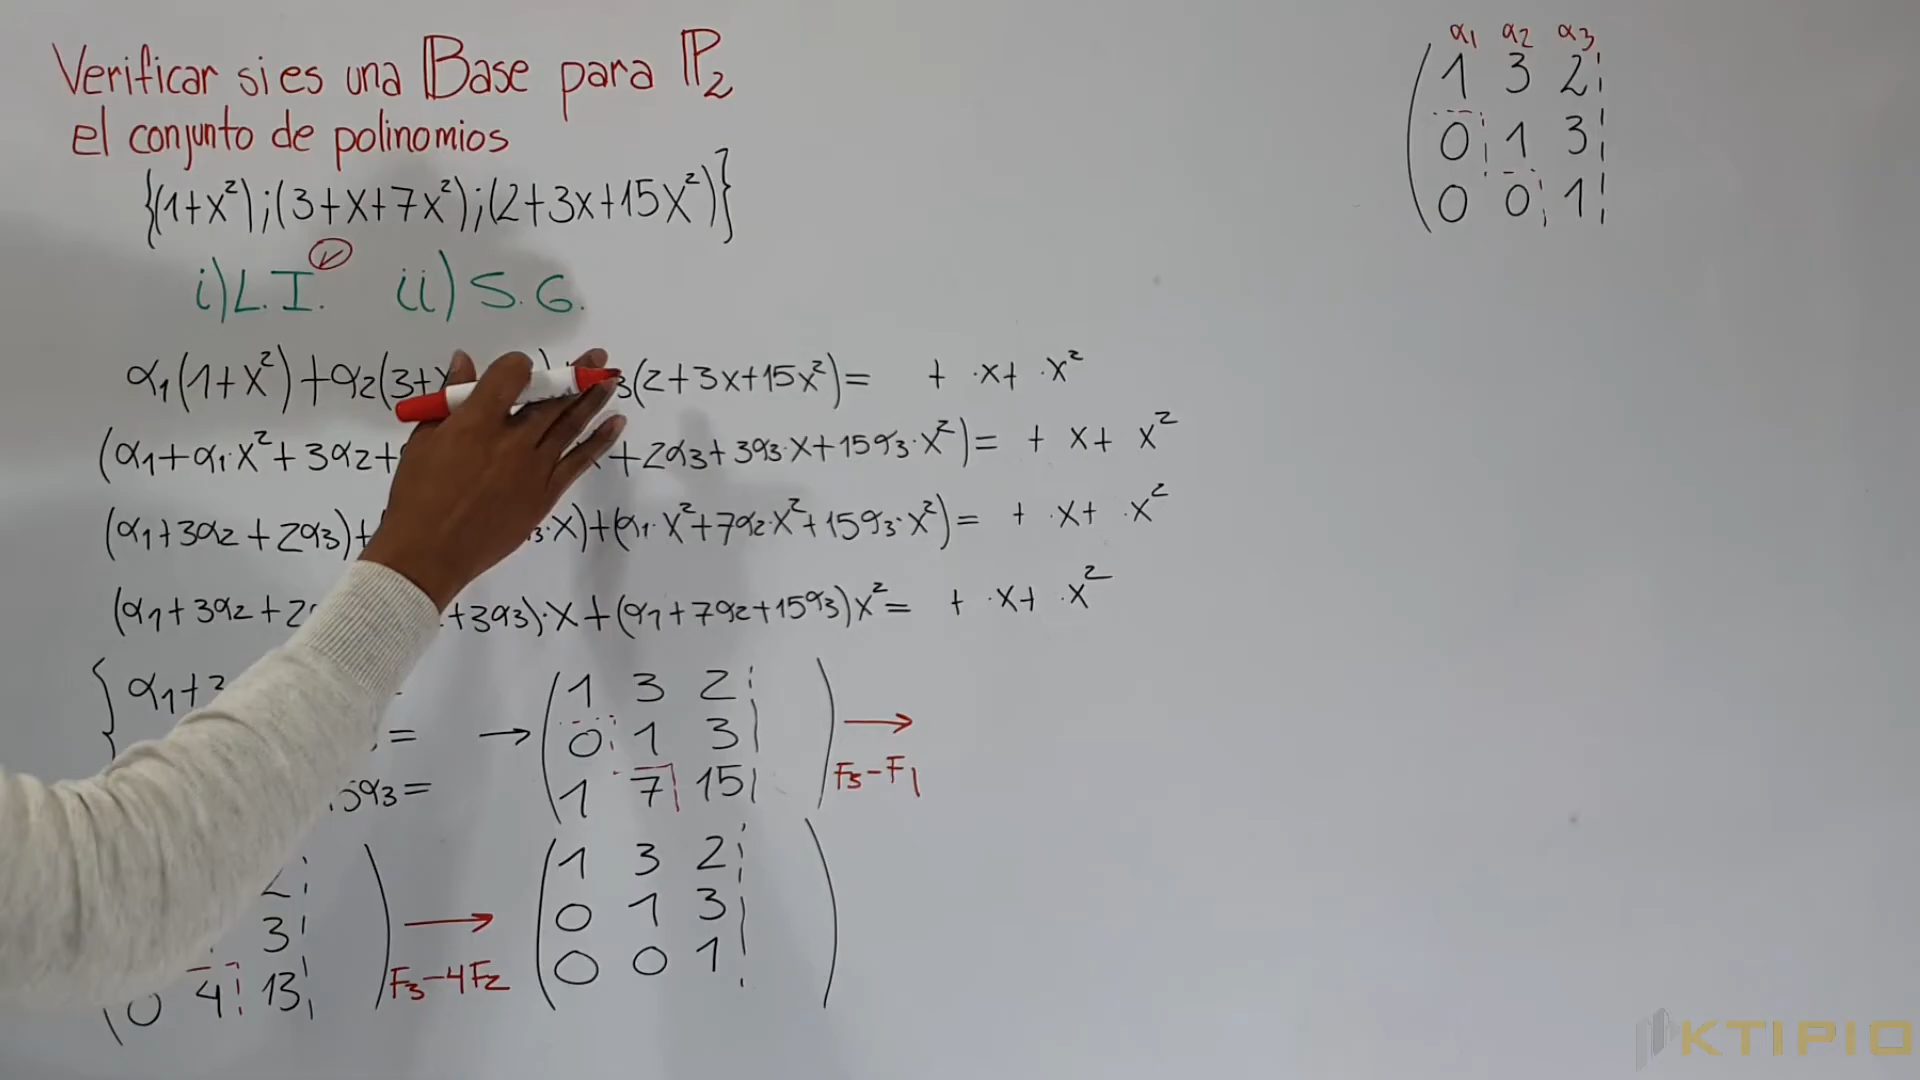 Verificar si es una Base para ℙ₂
el conjunto de polinomios
{(1+x²);(3+x+7x²);(2+3x+15x²)}
i) L.I. ✓ ii) S.G.
α₁(1+x²)+α₂(3+x 3(2+3x+15x²)= + ·x+ ·x²
(α₁+α₁·x²+3α₂+ x²+2α₃+3α₃·x+15α₃·x²)= + x+ x²
(α₁+3α₂+2α₃)+ ₃·x)+(α₁·x²+7α₂·x²+15α₃·x²)= + ·x+ ·x²
(α₁+3α₂+2 +3α₃)·x+(α₁+7α₂+15α₃)x²= + ·x+ ·x²
{ α₁+3
=
15α₃=
→
1 3 2
0 1 3
1 7 15
→
F₃-F₁
2
3
0 4 13
→
F₃-4F₂
1 3 2
0 1 3
0 0 1
α₁ α₂ α₃
1 3 2
0 1 3
0 0 1
KTIPIO